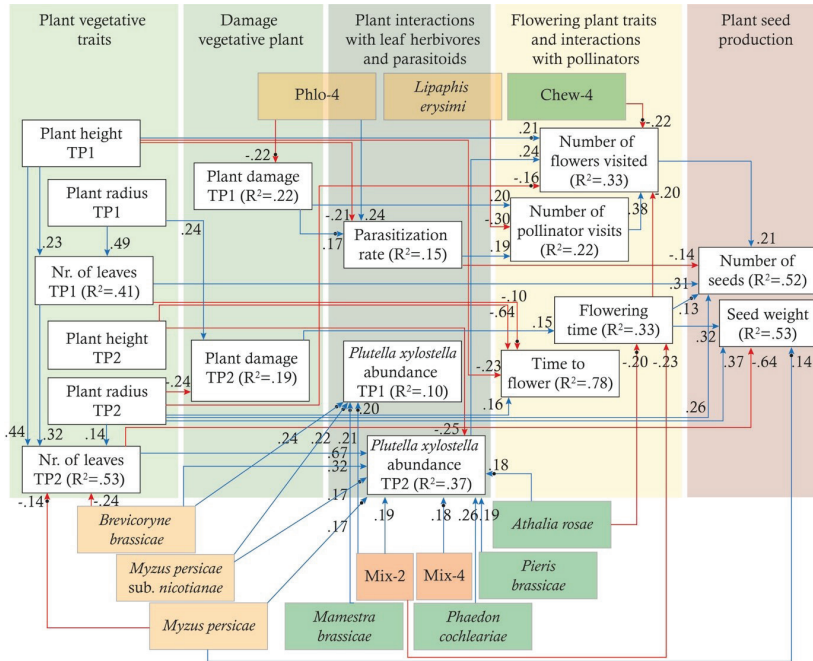 Plant vegetative
traits
Damage
vegetative plant
Plant interactions
with leaf herbivores
and parasitoids
Flowering plant traits
and interactions
with pollinators
Plant seed
production
Phlo-4
Lipaphis
erysimi
Chew-4
Plant height
TP1
Plant radius
TP1
Nr. of leaves
TP1 (R²=.41)
Plant height
TP2
Plant radius
TP2
Nr. of leaves
TP2 (R²=.53)
Plant damage
TP1 (R²=.22)
Plant damage
TP2 (R²=.19)
Parasitization
rate (R²=.15)
Plutella xylostella
abundance
TP1 (R²=.10)
Plutella xylostella
abundance
TP2 (R²=.37)
Number of
flowers visited
(R²=.33)
Number of
pollinator visits
(R²=.22)
Flowering
time (R²=.33)
Time to
flower (R²=.78)
Number of
seeds (R²=.52)
Seed weight
(R²=.53)
-.22
.21
-.22
.24
-.16
-.20
.20
-.21
.24
-.30
.38
.17
.19
.24
.23
.49
-.14
.21
.31
-.10
-.64
.13
.15
.32
-.20
-.23
.37
-.64
.14
-.23
-.24
.16
.26
.20
.44
.32
.14
.24
.22
.21
-.25
.67
.32
.18
.17
-.14
-.24
.17
.19
.18
.26
.19
Brevicoryne
brassicae
Myzus persicae
sub. nicotianae
Myzus persicae
Mamestra
brassicae
Mix-2
Mix-4
Phaedon
cochleariae
Pieris
brassicae
Athalia rosae